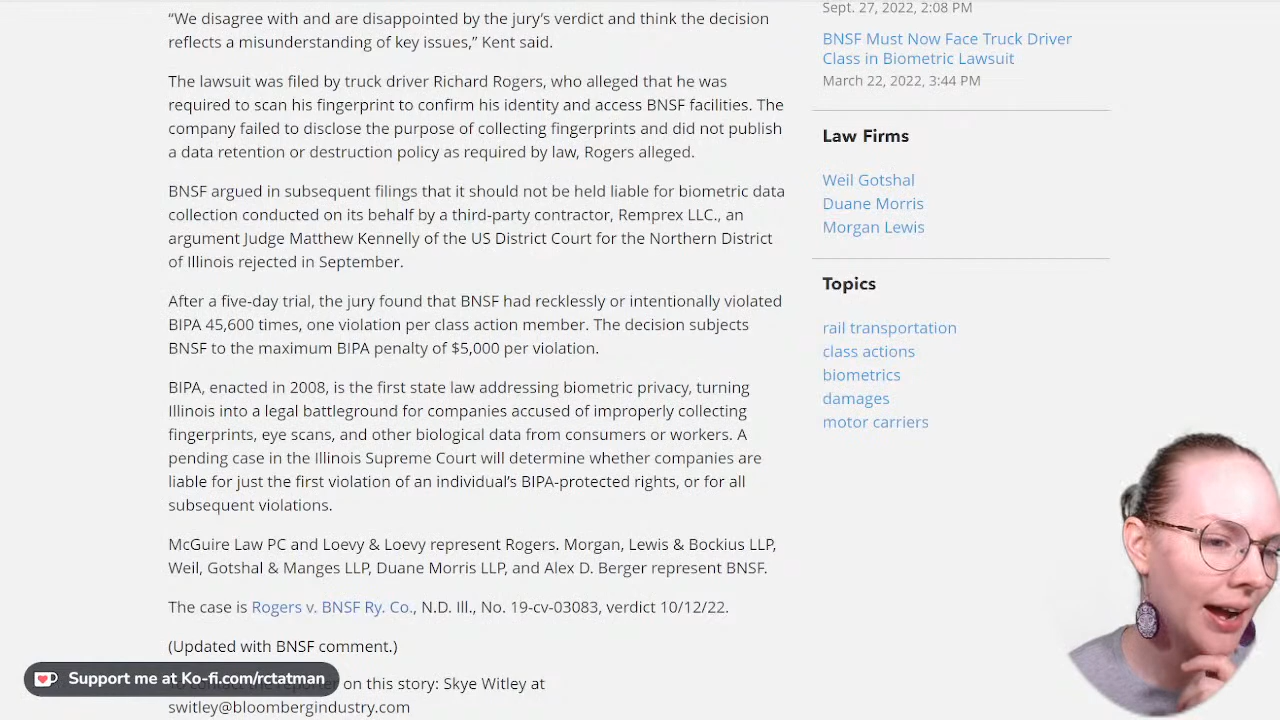 “We disagree with and are disappointed by the jury’s verdict and think the decision
reflects a misunderstanding of key issues,” Kent said.
The lawsuit was filed by truck driver Richard Rogers, who alleged that he was
required to scan his fingerprint to confirm his identity and access BNSF facilities. The
company failed to disclose the purpose of collecting fingerprints and did not publish
a data retention or destruction policy as required by law, Rogers alleged.
BNSF argued in subsequent filings that it should not be held liable for biometric data
collection conducted on its behalf by a third-party contractor, Remprex LLC., an
argument Judge Matthew Kennelly of the US District Court for the Northern District
of Illinois rejected in September.
After a five-day trial, the jury found that BNSF had recklessly or intentionally violated
BIPA 45,600 times, one violation per class action member. The decision subjects
BNSF to the maximum BIPA penalty of $5,000 per violation.
BIPA, enacted in 2008, is the first state law addressing biometric privacy, turning
Illinois into a legal battleground for companies accused of improperly collecting
fingerprints, eye scans, and other biological data from consumers or workers. A
pending case in the Illinois Supreme Court will determine whether companies are
liable for just the first violation of an individual’s BIPA-protected rights, or for all
subsequent violations.
McGuire Law PC and Loevy & Loevy represent Rogers. Morgan, Lewis & Bockius LLP,
Weil, Gotshal & Manges LLP, Duane Morris LLP, and Alex D. Berger represent BNSF.
The case is Rogers v. BNSF Ry. Co., N.D. Ill., No. 19-cv-03083, verdict 10/12/22.
(Updated with BNSF comment.)
on this story: Skye Witley at
switley@bloombergindustry.com
Support me at Ko-fi.com/rctatman
Sept. 27, 2022, 2:08 PM
BNSF Must Now Face Truck Driver
Class in Biometric Lawsuit
March 22, 2022, 3:44 PM
Law Firms
Weil Gotshal
Duane Morris
Morgan Lewis
Topics
rail transportation
class actions
biometrics
damages
motor carriers